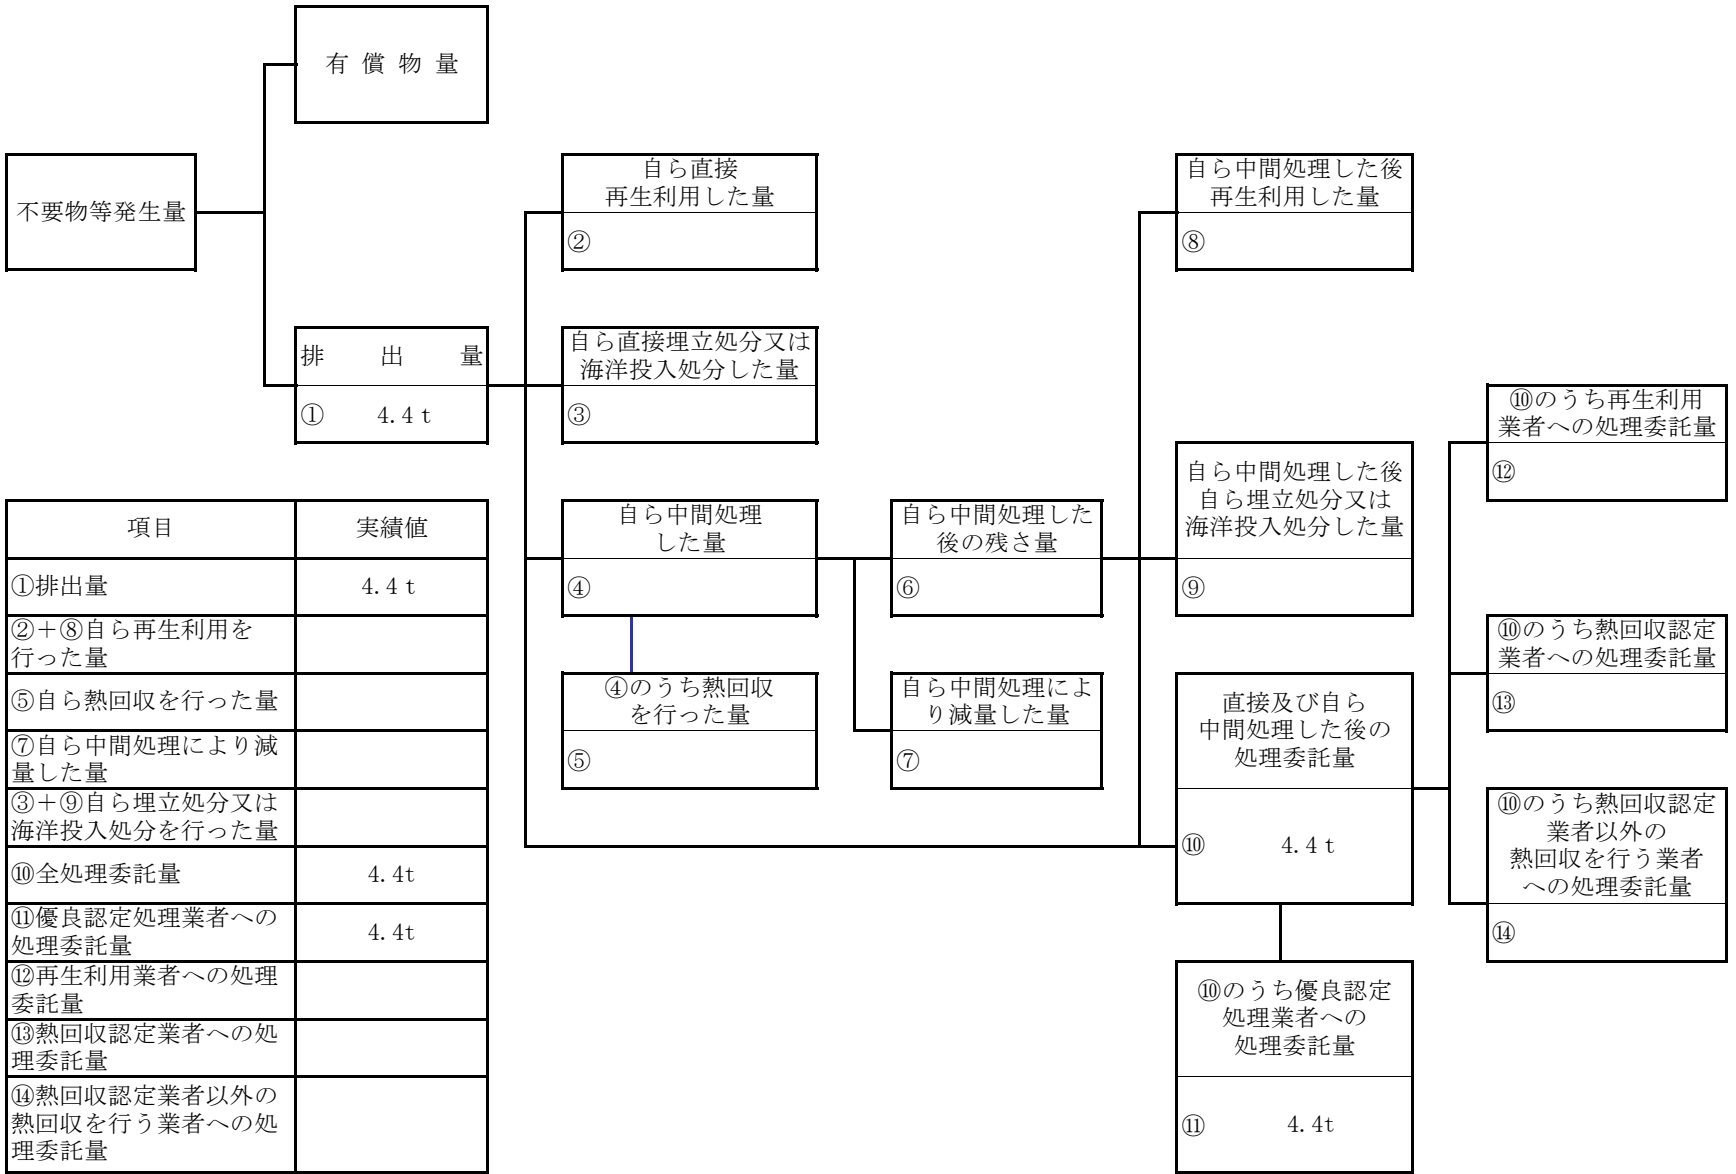 有償物量
不要物等発生量
排出量
① 4.4 t
自ら直接
再生利用した量
②
自ら直接埋立処分又は
海洋投入処分した量
③
自ら中間処理
した量
④
④のうち熱回収
を行った量
⑤
自ら中間処理した
後の残さ量
⑥
自ら中間処理によ
り減量した量
⑦
自ら中間処理した後
再生利用した量
⑧
自ら中間処理した後
自ら埋立処分又は
海洋投入処分した量
⑨
直接及び自ら
中間処理した後の
処理委託量
⑩ 4.4 t
⑩のうち優良認定
処理業者への
処理委託量
⑪ 4.4t
⑩のうち再生利用
業者への処理委託量
⑫
⑩のうち熱回収認定
業者への処理委託量
⑬
⑩のうち熱回収認定
業者以外の
熱回収を行う業者
への処理委託量
⑭
項目 実績値
①排出量 4.4 t
②＋⑧自ら再生利用を
行った量
⑤自ら熱回収を行った量
⑦自ら中間処理により減
量した量
③＋⑨自ら埋立処分又は
海洋投入処分を行った量
⑩全処理委託量 4.4t
⑪優良認定処理業者への
処理委託量 4.4t
⑫再生利用業者への処理
委託量
⑬熱回収認定業者への処
理委託量
⑭熱回収認定業者以外の
熱回収を行う業者への処
理委託量